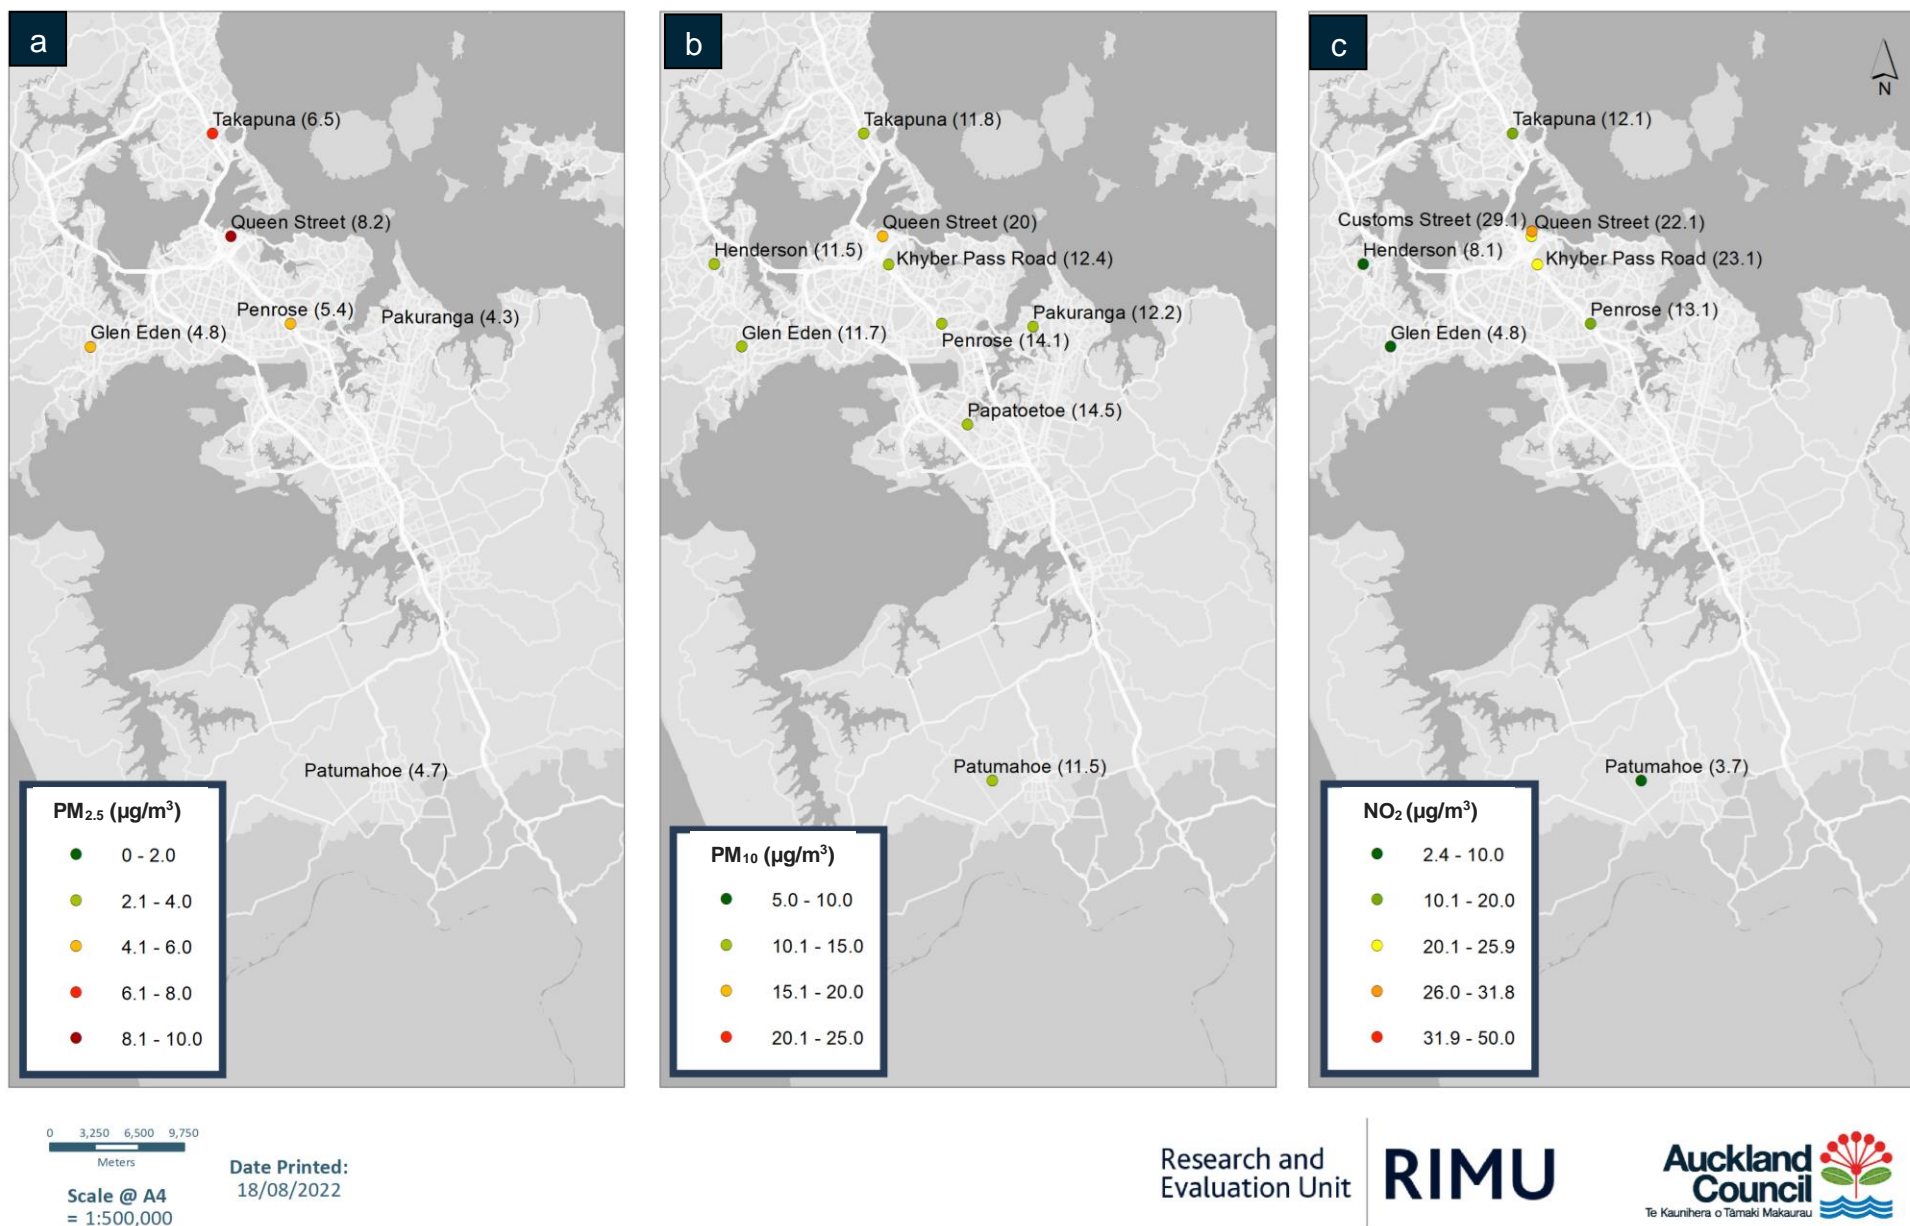 a
Takapuna (6.5)
Queen Street (8.2)
Penrose (5.4)
Pakuranga (4.3)
Glen Eden (4.8)
Patumahoe (4.7)
PM2.5 (µg/m³)
0 - 2.0
2.1 - 4.0
4.1 - 6.0
6.1 - 8.0
8.1 - 10.0
b
Takapuna (11.8)
Queen Street (20)
Henderson (11.5)
Khyber Pass Road (12.4)
Pakuranga (12.2)
Glen Eden (11.7)
Penrose (14.1)
Papatoetoe (14.5)
Patumahoe (11.5)
PM10 (µg/m³)
5.0 - 10.0
10.1 - 15.0
15.1 - 20.0
20.1 - 25.0
c
N
Takapuna (12.1)
Customs Street (29.1)
Queen Street (22.1)
Henderson (8.1)
Khyber Pass Road (23.1)
Penrose (13.1)
Glen Eden (4.8)
Patumahoe (3.7)
NO2 (µg/m³)
2.4 - 10.0
10.1 - 20.0
20.1 - 25.9
26.0 - 31.8
31.9 - 50.0
0 3,250 6,500 9,750
Meters
Scale @ A4
= 1:500,000
Date Printed:
18/08/2022
Research and
Evaluation Unit
RIMU
Auckland
Council
Te Kaunihera o Tāmaki Makaurau